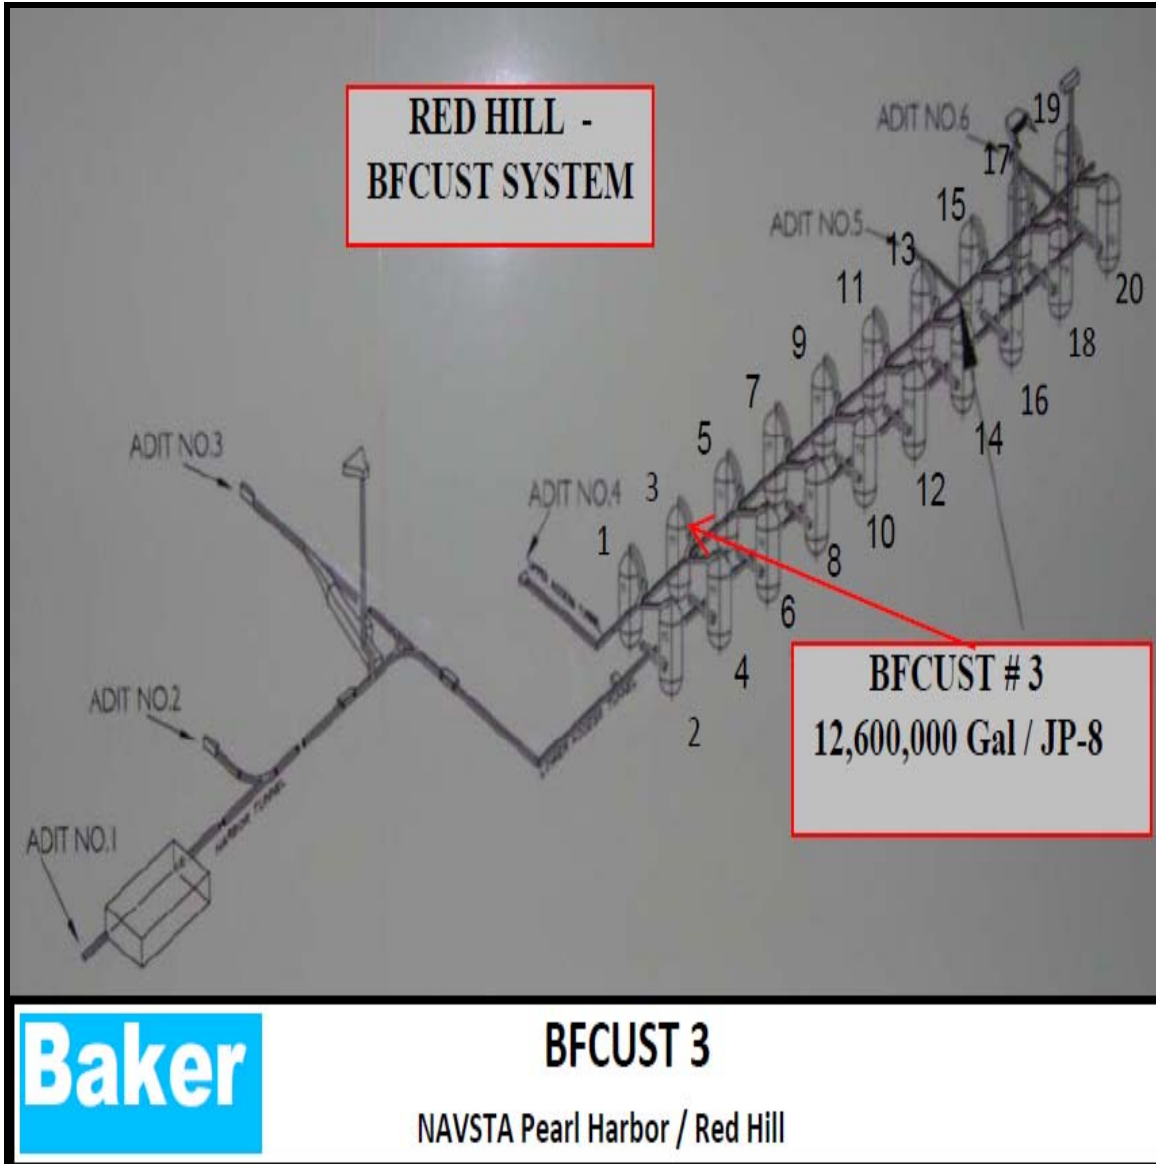 RED HILL -
BFCUST SYSTEM
ADIT NO.6
19
17
ADIT NO.5
15
13
11
20
9
18
7
16
5
14
ADIT NO.3
12
ADIT NO.4
3
10
1
8
6
BFCUST # 3
12,600,000 Gal / JP-8
4
ADIT NO.2
2
HARBOR TUNNEL
ADIT NO.1
Baker
BFCUST 3
NAVSTA Pearl Harbor / Red Hill